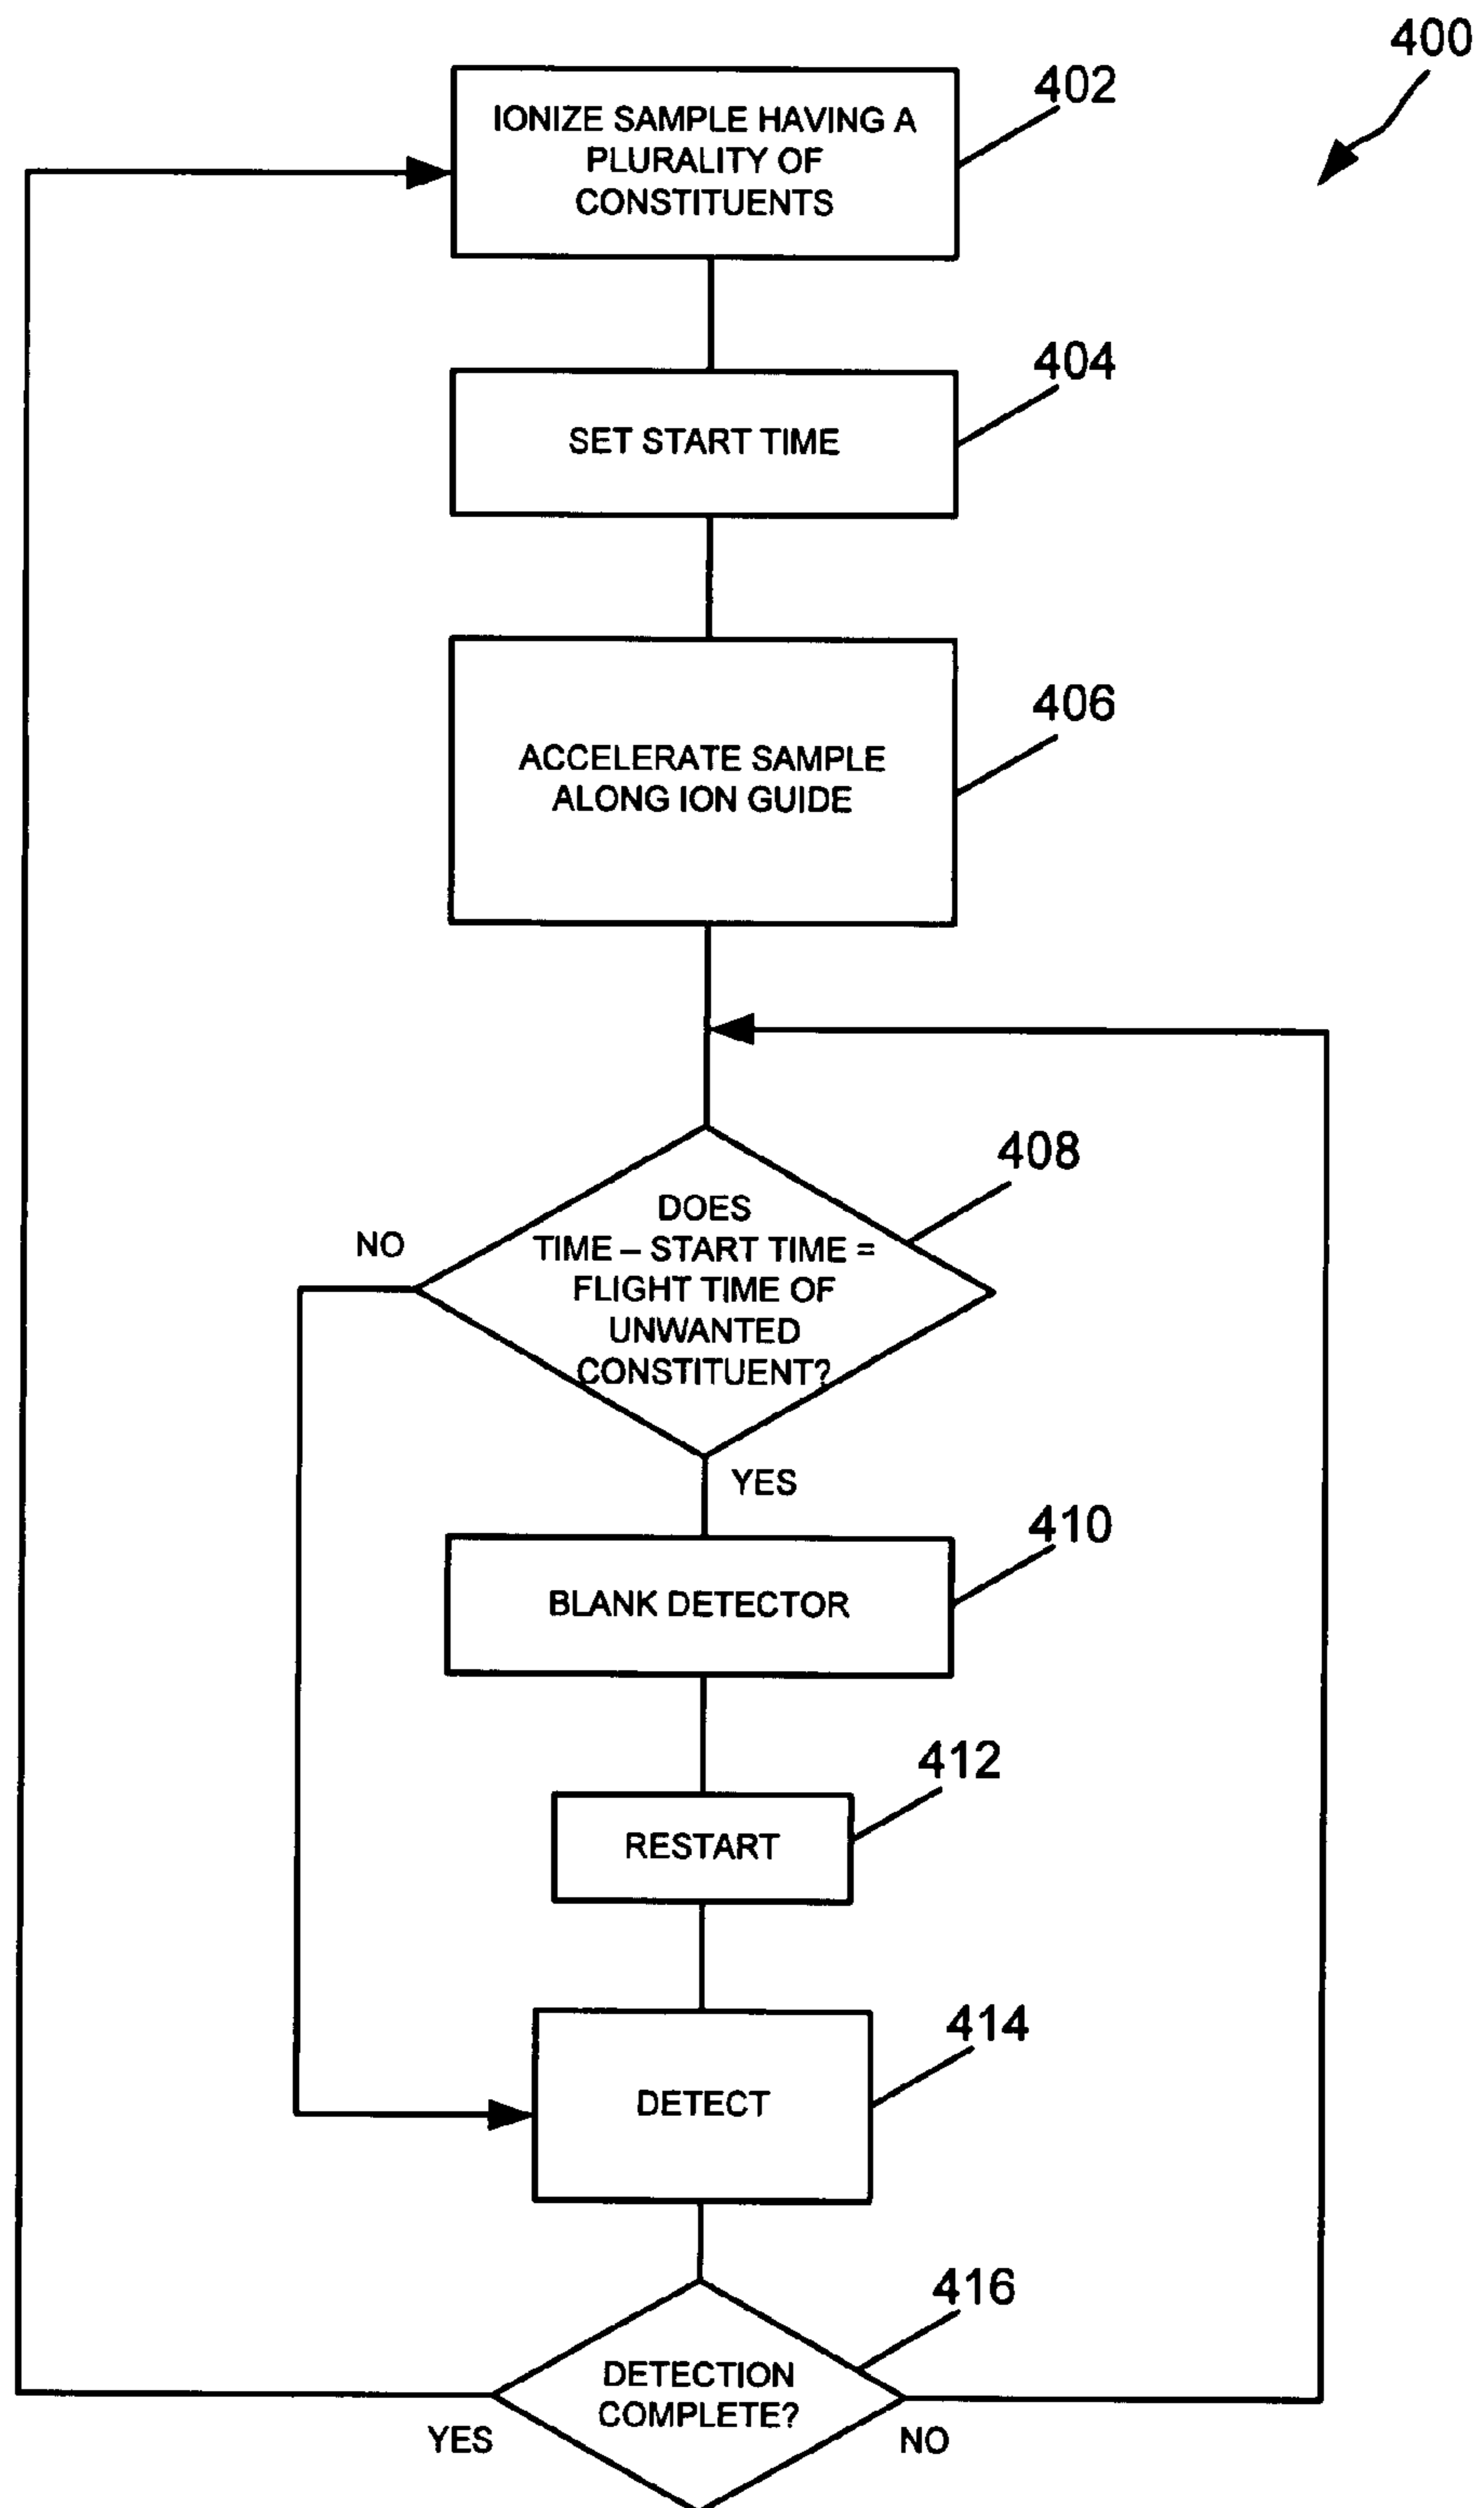 400
402
IONIZE SAMPLE HAVING A
PLURALITY OF
CONSTITUENTS
404
SET START TIME
406
ACCELERATE SAMPLE
ALONG ION GUIDE
408
DOES
TIME – START TIME =
FLIGHT TIME OF
UNWANTED
CONSTITUENT?
NO
YES
410
BLANK DETECTOR
412
RESTART
414
DETECT
416
DETECTION
COMPLETE?
YES
NO